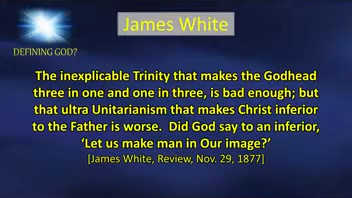 James White
DEFINING GOD?
The inexplicable Trinity that makes the Godhead
three in one and one in three, is bad enough; but
that ultra Unitarianism that makes Christ inferior
to the Father is worse.  Did God say to an inferior,
‘Let us make man in Our image?’
[James White, Review, Nov. 29, 1877]